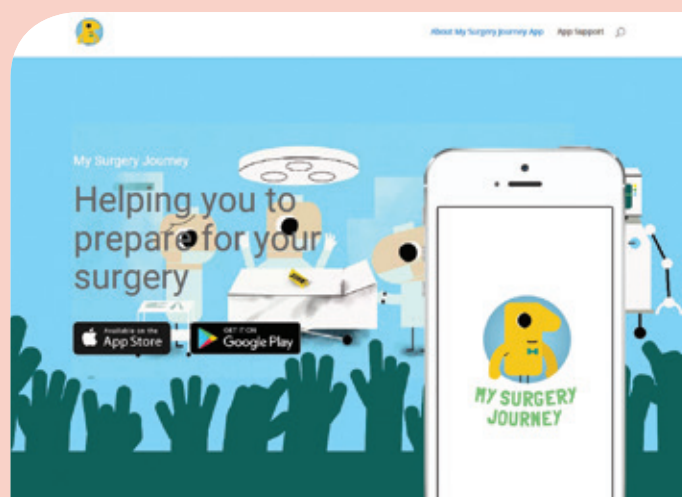 About My Surgery Journey App App Support
My Surgery Journey
Helping you to
prepare for your
surgery
Available on the
App Store
GET IT ON
Google Play
MY SURGERY
JOURNEY